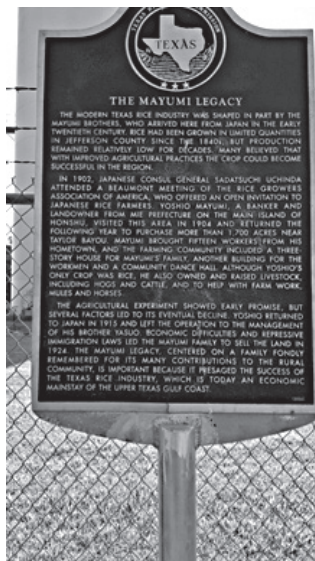 TEXAS
THE MAYUMI LEGACY
THE MODERN TEXAS RICE INDUSTRY WAS SHAPED IN PART BY THE
MAYUMI BROTHERS, WHO ARRIVED HERE FROM JAPAN IN THE EARLY
TWENTIETH CENTURY. RICE HAD BEEN GROWN IN LIMITED QUANTITIES
IN JEFFERSON COUNTY SINCE THE 1840s, BUT PRODUCTION
REMAINED RELATIVELY LOW FOR DECADES. MANY BELIEVED THAT
WITH IMPROVED AGRICULTURAL PRACTICES THE CROP COULD BECOME
SUCCESSFUL IN THE REGION.
IN 1902, JAPANESE CONSUL GENERAL SADATSUCHI UCHINDA
ATTENDED A BEAUMONT MEETING OF THE RICE GROWERS
ASSOCIATION OF AMERICA, WHO OFFERED AN OPEN INVITATION TO
JAPANESE RICE FARMERS. YOSHIO MAYUMI, A BANKER AND
LANDOWNER FROM MIE PREFECTURE ON THE MAIN ISLAND OF
HONSHU, VISITED THIS AREA IN 1904 AND RETURNED THE
FOLLOWING YEAR TO PURCHASE MORE THAN 1,700 ACRES NEAR
TAYLOR BAYOU. MAYUMI BROUGHT FIFTEEN WORKERS FROM HIS
HOMETOWN, AND THE FARMING COMMUNITY INCLUDED A THREE-
STORY HOUSE FOR MAYUMI'S FAMILY, ANOTHER BUILDING FOR THE
WORKMEN AND A COMMUNITY DANCE HALL. ALTHOUGH YOSHIO'S
ONLY CROP WAS RICE, HE ALSO OWNED AND RAISED LIVESTOCK,
INCLUDING HOGS AND CATTLE, AND TO HELP WITH FARM WORK,
MULES AND HORSES.
THE AGRICULTURAL EXPERIMENT SHOWED EARLY PROMISE, BUT
SEVERAL FACTORS LED TO ITS EVENTUAL DECLINE. YOSHIO RETURNED
TO JAPAN IN 1915 AND LEFT THE OPERATION TO THE MANAGEMENT
OF HIS BROTHER YASUO. ECONOMIC DIFFICULTIES AND REPRESSIVE
IMMIGRATION LAWS LED THE MAYUMI FAMILY TO SELL THE LAND IN
1924. THE MAYUMI LEGACY, CENTERED ON A FAMILY FONDLY
REMEMBERED FOR ITS MANY CONTRIBUTIONS TO THE RURAL
COMMUNITY, IS IMPORTANT BECAUSE IT PRESAGED THE SUCCESS OF
THE TEXAS RICE INDUSTRY, WHICH IS TODAY AN ECONOMIC
MAINSTAY OF THE UPPER TEXAS GULF COAST.